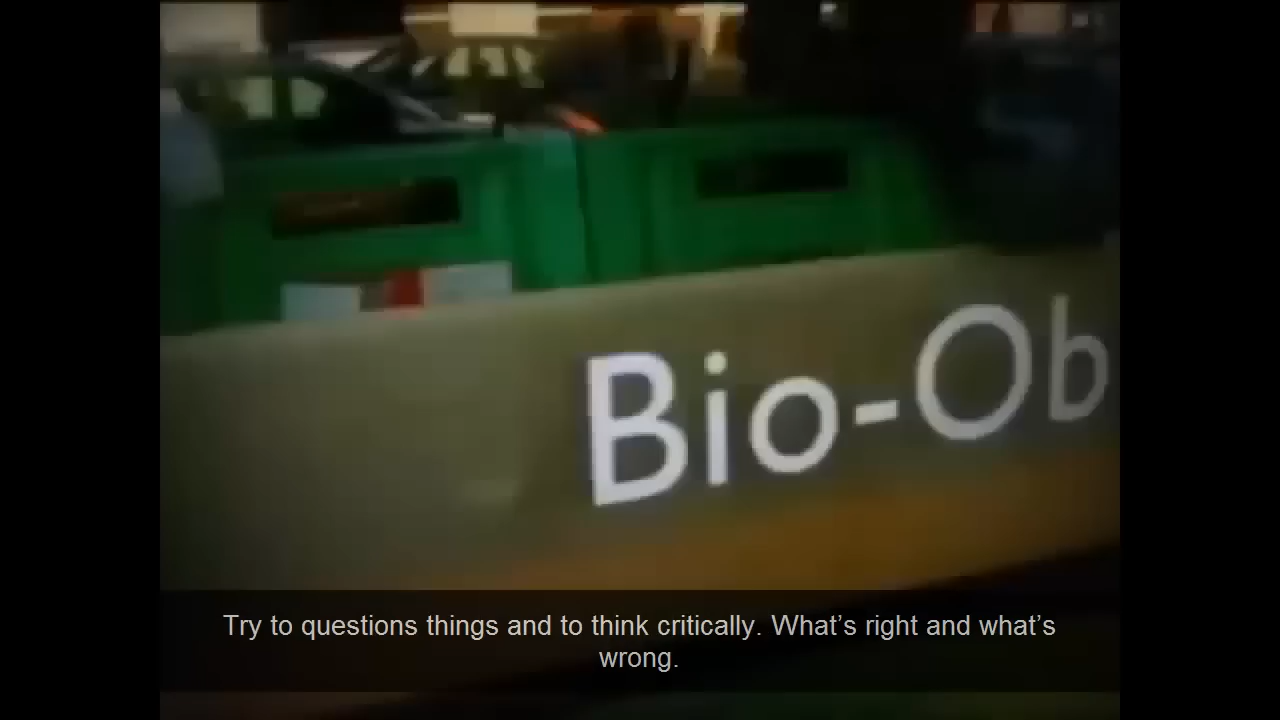 Bio-Ob
Try to questions things and to think critically. What’s right and what’s
wrong.